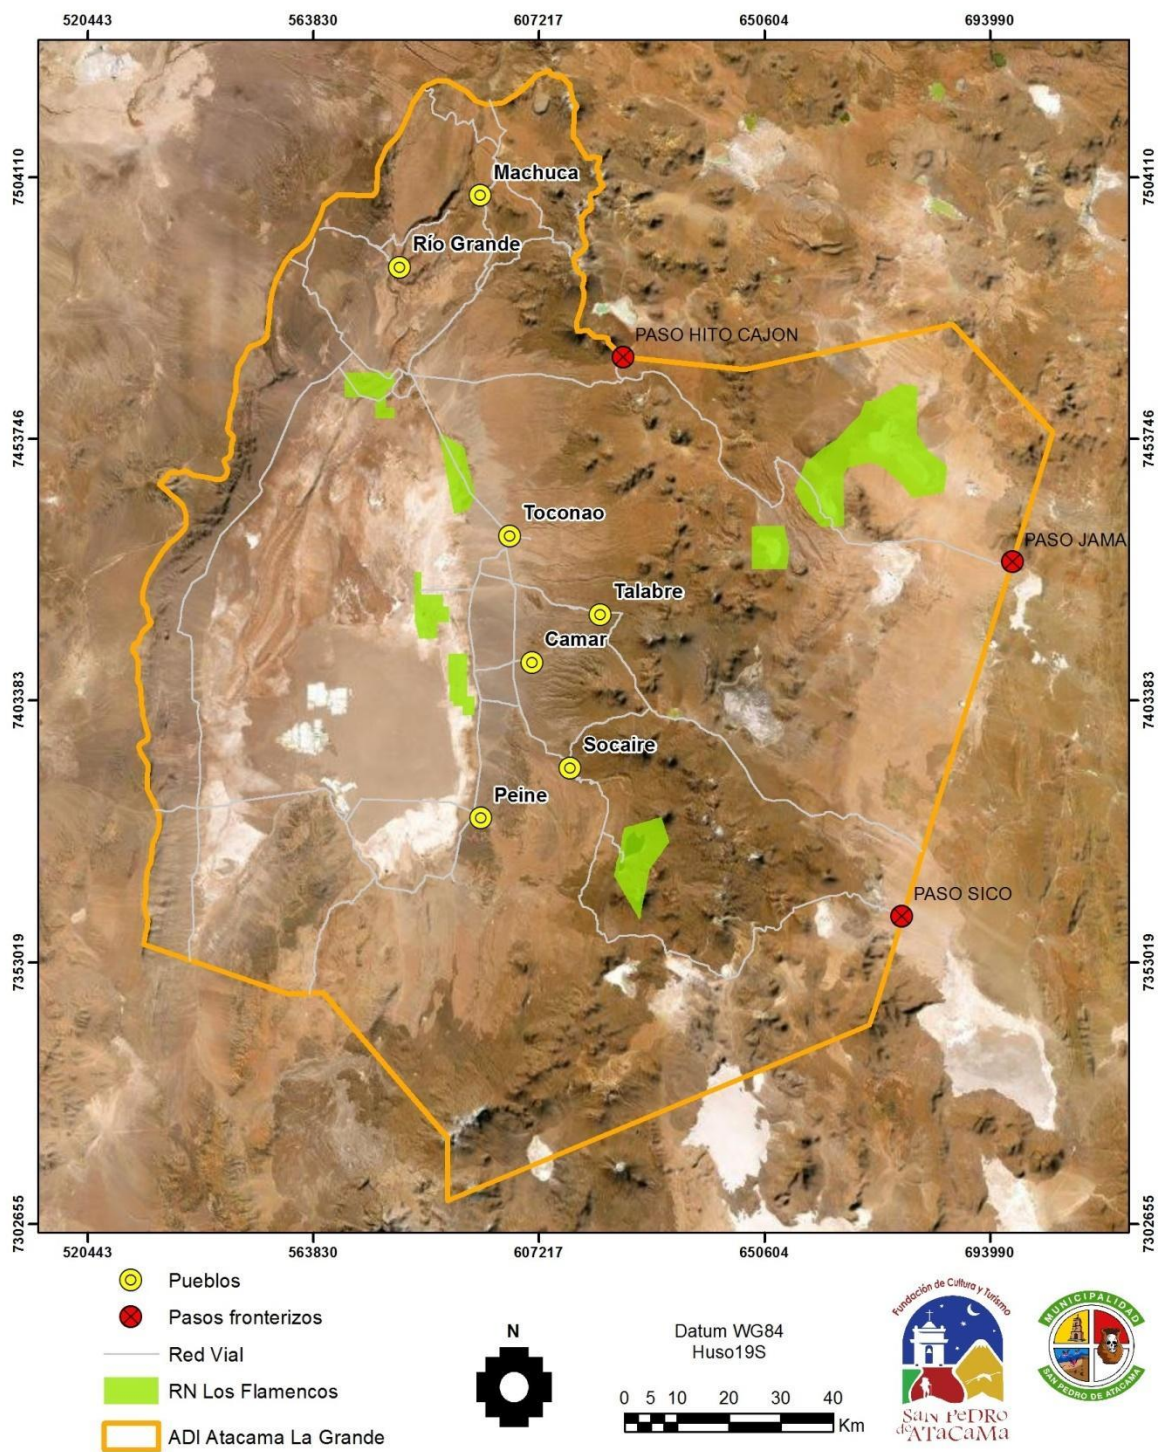 520443 563830 607217 650604 693990
7504110
7504110
Machuca
Río Grande
PASO HITO CAJON
7453746
7453746
Toconao
PASO JAMA
Talabre
Camar
7403383
7403383
Socaire
Peine
PASO SICO
7353019
7353019
7302655
7302655
520443 563830 607217 650604 693990
Pueblos
Pasos fronterizos
Red Vial
RN Los Flamencos
ADI Atacama La Grande
N
Datum WG84
Huso19S
0 5 10 20 30 40
Km
Fundación de Cultura y Turismo
San PeDRo
de ATacaMa
MUNICIPALIDAD
SAN PEDRO DE ATACAMA